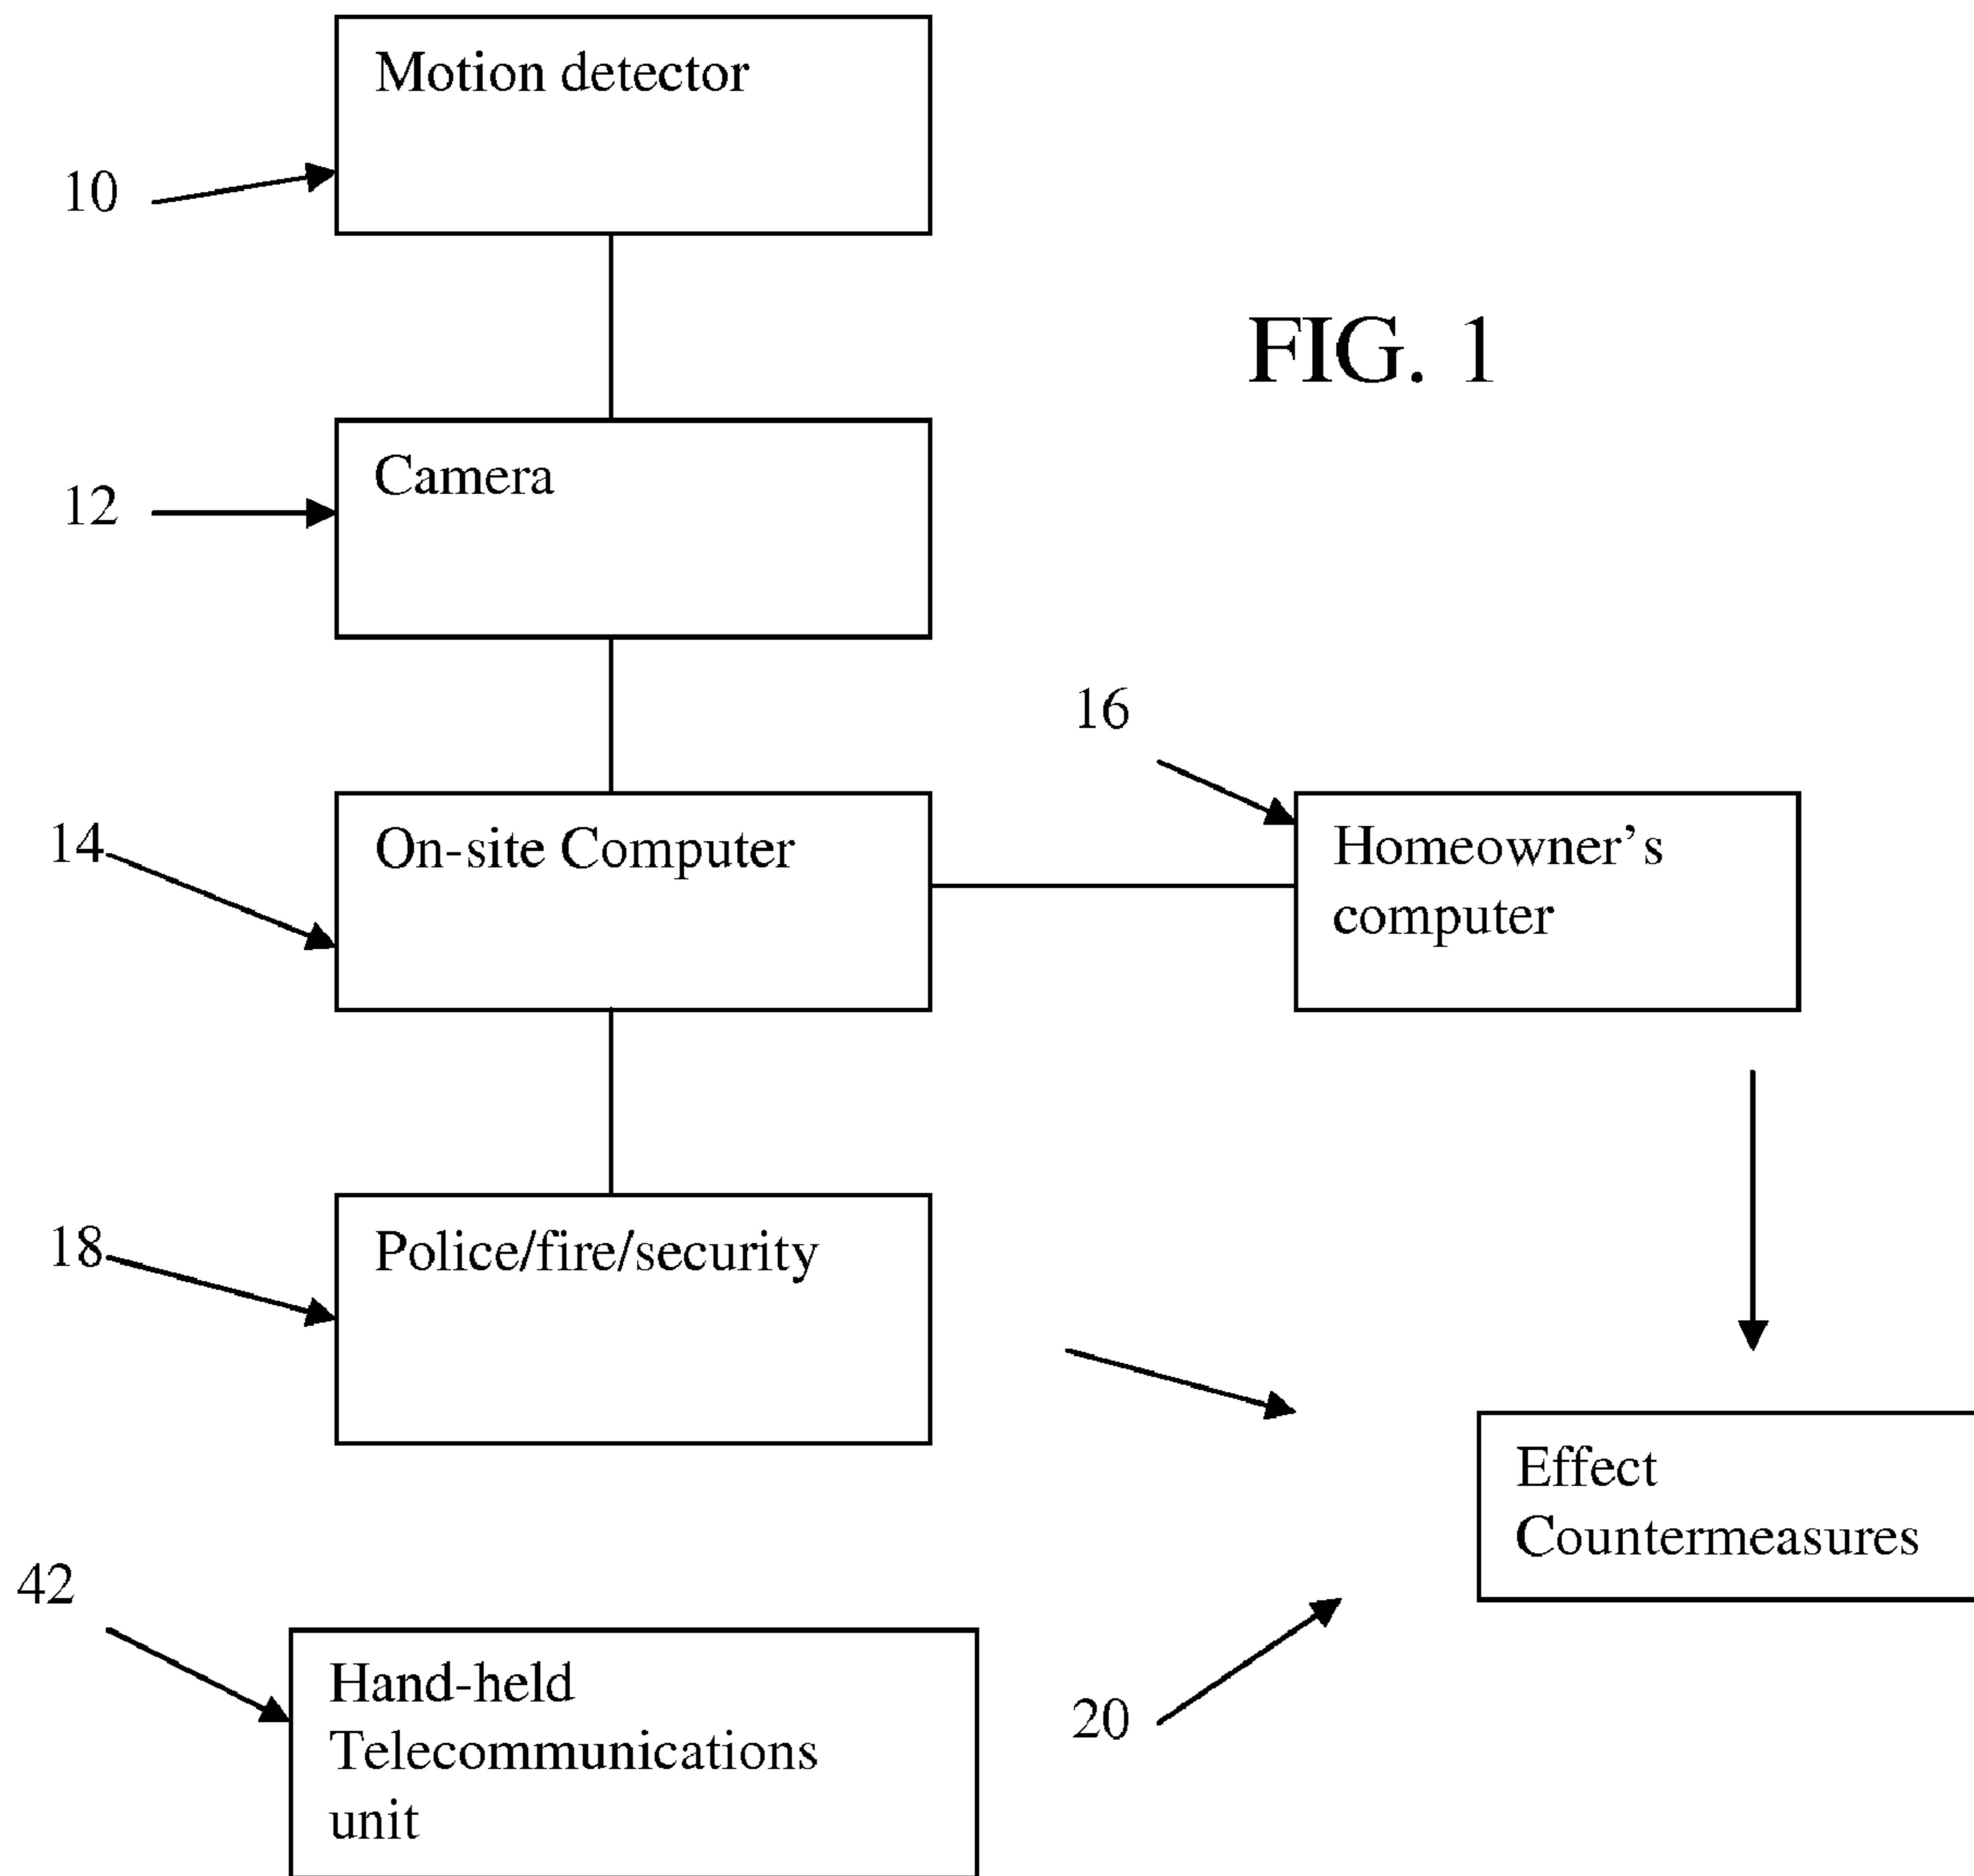 Motion detector
10
FIG. 1
Camera
12
16
14
On-site Computer
Homeowner’s
computer
18
Police/fire/security
Effect
Countermeasures
42
Hand-held
Telecommunications
unit
20